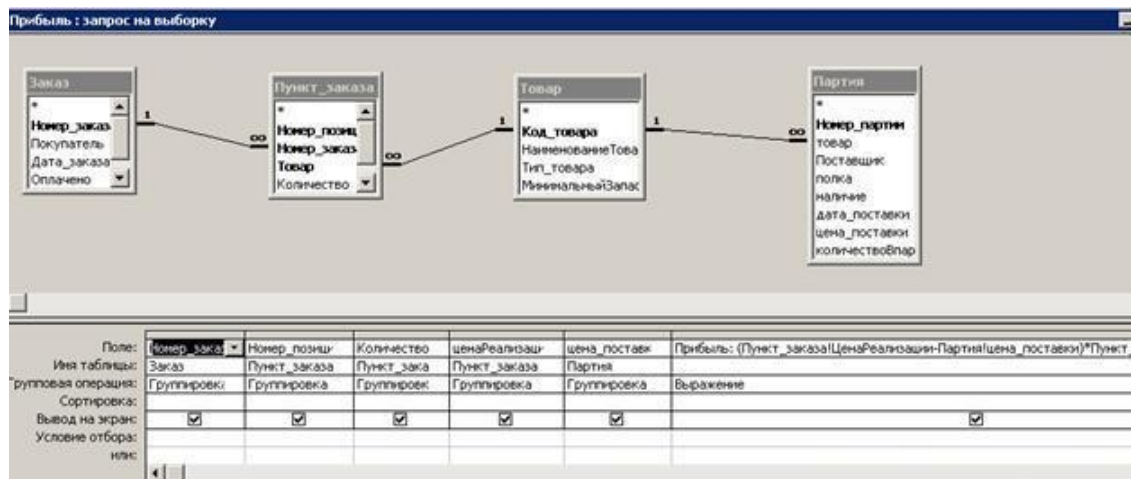 Прибыль : запрос на выборку
Заказ
*
Номер_заказ
Покупатель
Дата_заказа
Оплачено
1
∞
Пункт_заказа
*
Номер_позиц
Номер_заказ
Товар
Количество
∞
1
Товар
*
Код_товара
НаименованиеТова
Тип_товара
МинимальныйЗапас
1
∞
Партия
*
Номер_партии
товар
Поставщик
полка
наличие
дата_поставки
цена_поставки
количествоВпар
Поле: Номер_заказ Номер_позици Количество ценаРеализаци цена_поставк Прибыль: (Пункт_заказа!ЦенаРеализации-Партия!цена_поставки)*Пункт_
Имя таблицы: Заказ Пункт_заказа Пункт_зака Пункт_заказа Партия
Групповая операция: Группировка Группировка Группировк Группировка Группировка Выражение
Сортировка:
Вывод на экран:
Условие отбора:
или: